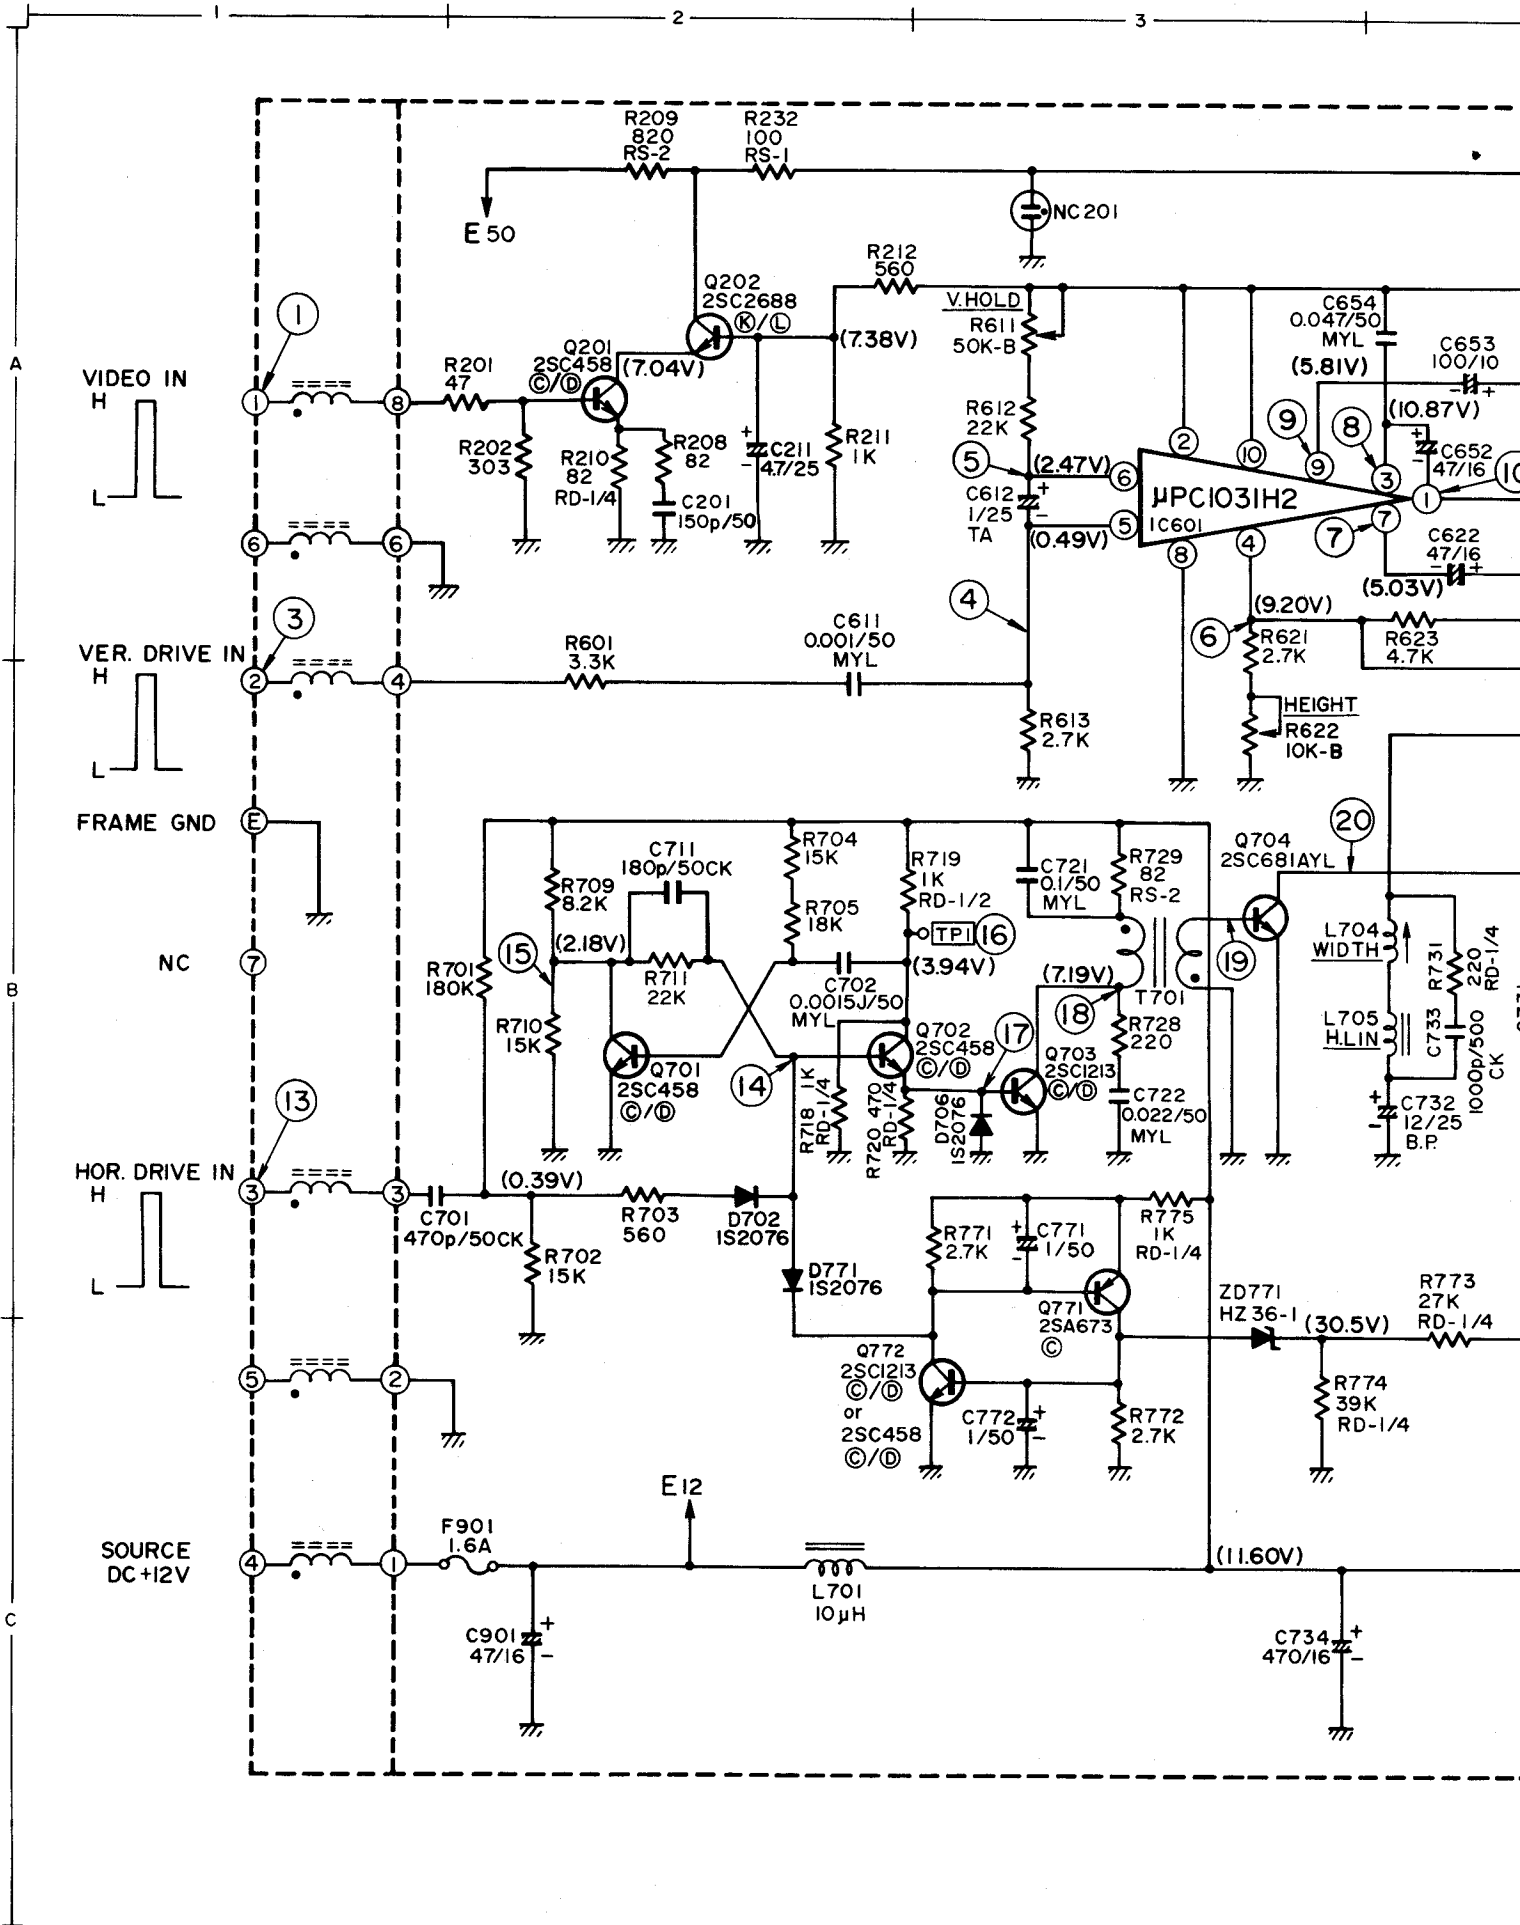 1
2
3
A
B
C
R209
820
RS-2
R232
100
RS-1
E 50
NC201
R212
560
Q202
2SC2688
Ⓚ/Ⓛ
(7.38V)
V.HOLD
R611
50K-B
C654
0.047/50
MYL
(5.81V)
C653
100/10
- +
1
VIDEO IN
H
L
1
8
R201
47
Q201
2SC458
Ⓒ/Ⓓ
(7.04V)
R202
303
R210
82
RD-1/4
R208
82
C201
150p/50
+
-
C211
4.7/25
R211
1K
R612
22K
5
(2.47V)
C612
1/25
TA
+
-
(0.49V)
6
5
2
10
9
9
8
3
(10.87V)
+
-
C652
47/16
10
µPC1031H2
IC601
1
8
4
7
7
C622
47/16
- +
(5.03V)
6
6
3
VER. DRIVE IN
H
L
2
4
R601
3.3K
C611
0.001/50
MYL
4
R613
2.7K
(9.20V)
6
R621
2.7K
R623
4.7K
HEIGHT
R622
10K-B
FRAME GND
E
NC
7
C711
180p/50CK
R709
8.2K
R704
15K
R705
18K
R719
1K
RD-1/2
C721
0.1/50
MYL
R729
82
RS-2
Q704
2SC681AYL
20
TP1
16
(3.94V)
15
(2.18V)
R711
22K
C702
0.0015J/50
MYL
R701
180K
R710
15K
Q701
2SC458
Ⓒ/Ⓓ
14
R718 1K
RD-1/4
Q702
2SC458
Ⓒ/Ⓓ
R720 470
RD-1/4
17
D706
1S2076
Q703
2SC1213
Ⓒ/Ⓓ
(7.19V)
18
T701
19
R728
220
C722
0.022/50
MYL
L704
WIDTH
R731
220
RD-1/4
L705
H.LIN
C733
1000p/500
CK
+
-
C732
12/25
B.P.
13
HOR. DRIVE IN
H
L
3
3
C701
470p/50CK
(0.39V)
R703
560
D702
1S2076
R702
15K
D771
1S2076
R771
2.7K
+
-
C771
1/50
R775
1K
RD-1/4
Q771
2SA673
Ⓒ
ZD771
HZ36-1
(30.5V)
R773
27K
RD-1/4
Q772
2SC1213
Ⓒ/Ⓓ
or
2SC458
Ⓒ/Ⓓ
C772
1/50
+
-
R772
2.7K
R774
39K
RD-1/4
5
2
SOURCE
DC+12V
4
1
F901
1.6A
E12
L701
10µH
(11.60V)
C901
47/16
+
-
C734
470/16
+
-